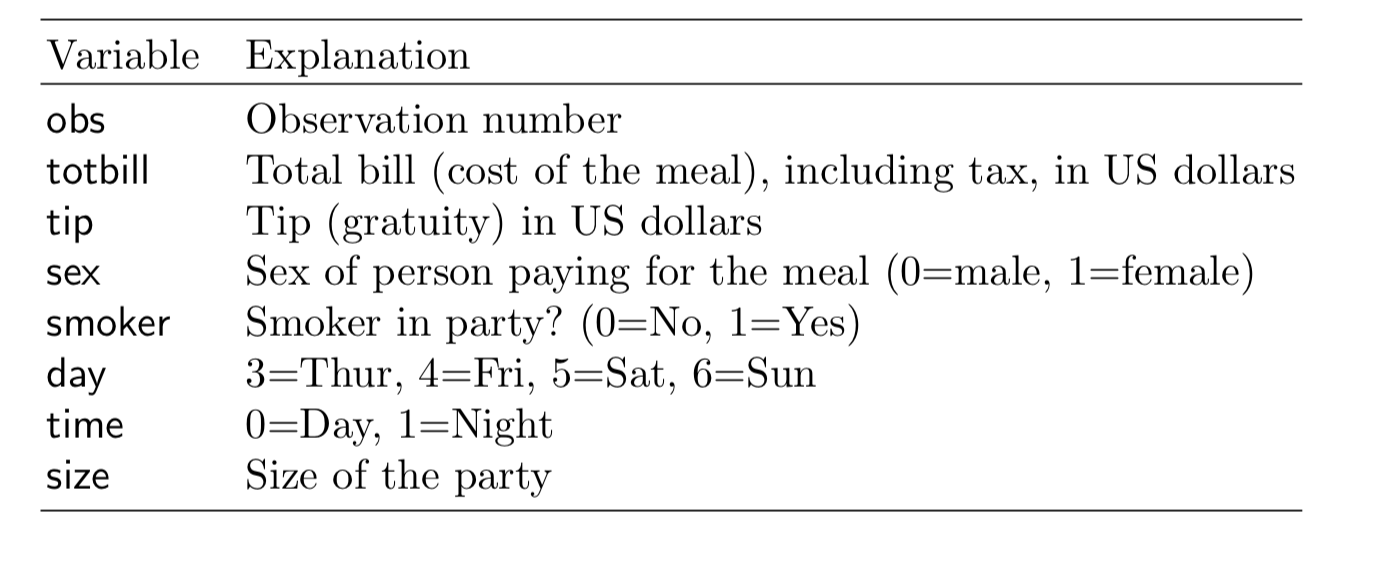 Variable Explanation
obs Observation number
totbill Total bill (cost of the meal), including tax, in US dollars
tip Tip (gratuity) in US dollars
sex Sex of person paying for the meal (0=male, 1=female)
smoker Smoker in party? (0=No, 1=Yes)
day 3=Thur, 4=Fri, 5=Sat, 6=Sun
time 0=Day, 1=Night
size Size of the party